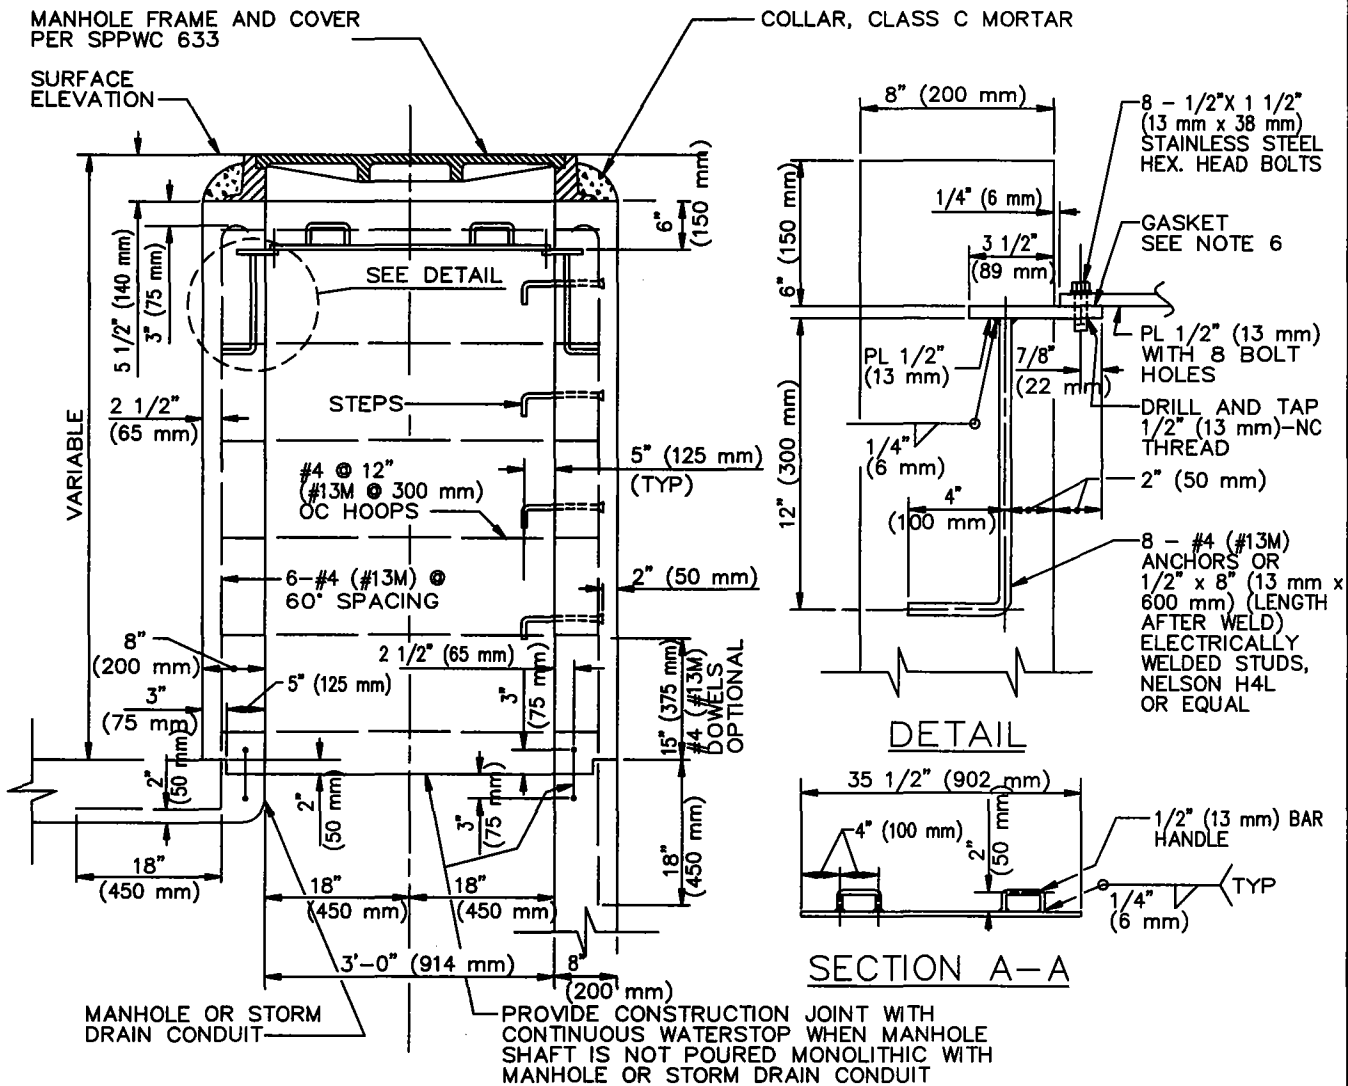 MANHOLE FRAME AND COVER
PER SPPWC 633
COLLAR, CLASS C MORTAR
SURFACE
ELEVATION
8" (200 mm)
8 - 1/2"X 1 1/2"
(13 mm x 38 mm)
STAINLESS STEEL
HEX. HEAD BOLTS
6"
(150 mm)
5 1/2" (140 mm)
3" (75 mm)
SEE DETAIL
VARIABLE
2 1/2"
(65 mm)
STEPS
#4 @ 12"
(#13M @ 300 mm)
OC HOOPS
5" (125 mm)
(TYP)
6-#4 (#13M) @
60° SPACING
2" (50 mm)
8"
(200 mm)
5" (125 mm)
3"
(75 mm)
2 1/2" (65 mm)
3"
(75 mm)
15" (375 mm)
#4 (#13M)
DOWELS
OPTIONAL
2"
(50 mm)
2"
(50 mm)
3"
(75 mm)
18"
(450 mm)
18"
(450 mm)
18"
(450 mm)
18"
(450 mm)
3'-0" (914 mm)
8"
(200 mm)
MANHOLE OR STORM
DRAIN CONDUIT
PROVIDE CONSTRUCTION JOINT WITH
CONTINUOUS WATERSTOP WHEN MANHOLE
SHAFT IS NOT POURED MONOLITHIC WITH
MANHOLE OR STORM DRAIN CONDUIT
6" (150 mm)
1/4" (6 mm)
3 1/2"
(89 mm)
GASKET
SEE NOTE 6
PL 1/2"
(13 mm)
7/8"
(22 mm)
PL 1/2" (13 mm)
WITH 8 BOLT
HOLES
DRILL AND TAP
1/2" (13 mm)-NC
THREAD
1/4"
(6 mm)
12" (300 mm)
4"
(100 mm)
2" (50 mm)
8 - #4 (#13M)
ANCHORS OR
1/2" x 8" (13 mm x
600 mm) (LENGTH
AFTER WELD)
ELECTRICALLY
WELDED STUDS,
NELSON H4L
OR EQUAL
DETAIL
35 1/2" (902 mm)
4" (100 mm)
2"
(50 mm)
1/2" (13 mm) BAR
HANDLE
1/4"
(6 mm)
TYP
SECTION A-A